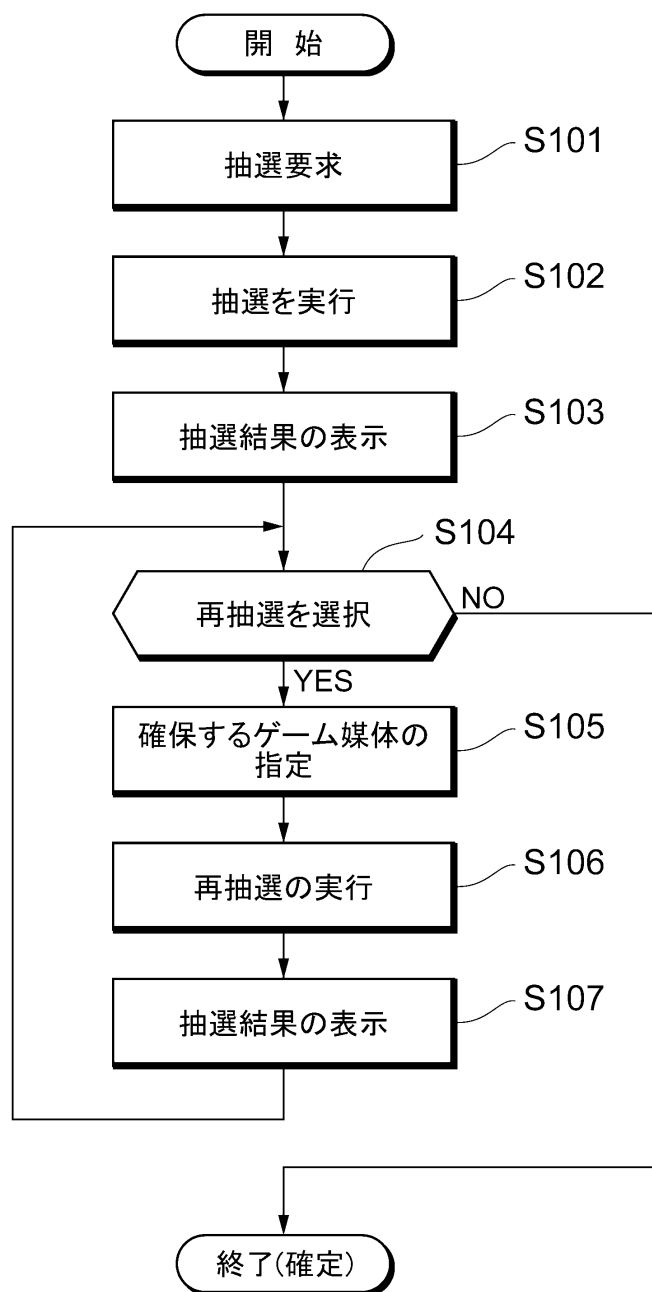 開 始
抽選要求
S101
抽選を実行
S102
抽選結果の表示
S103
S104
再抽選を選択
NO
YES
確保するゲーム媒体の
指定
S105
再抽選の実行
S106
抽選結果の表示
S107
終了(確定)